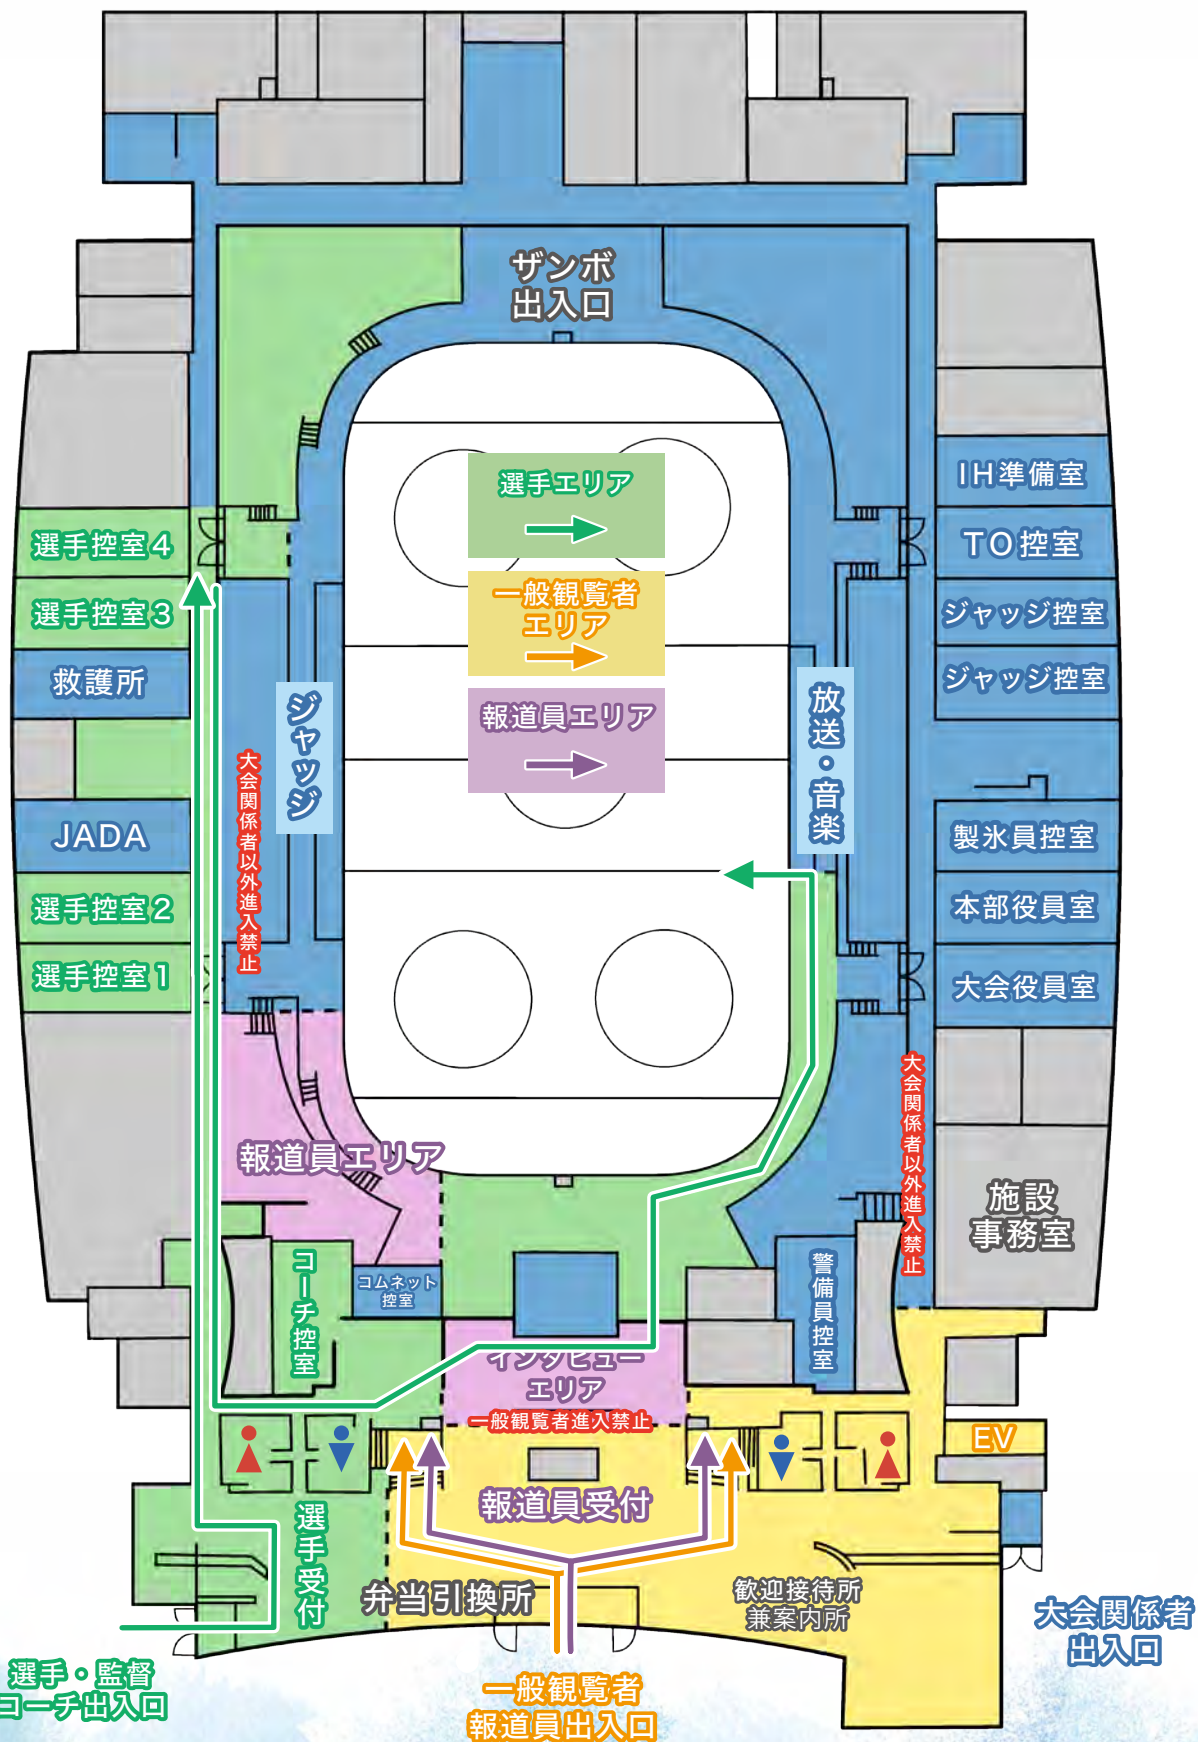 ザンボ
出入口
選手エリア
一般観覧者
エリア
報道員エリア
選手控室4
選手控室3
救護所
JADA
選手控室2
選手控室1
大会関係者以外進入禁止
ジャッジ
放送・音楽
IH準備室
TO控室
ジャッジ控室
ジャッジ控室
製氷員控室
本部役員室
大会役員室
大会関係者以外進入禁止
施設
事務室
報道員エリア
コーチ控室
コムネット
控室
警備員控室
インタビュー
エリア
一般観覧者進入禁止
EV
報道員受付
選手受付
弁当引換所
歓迎接待所
兼案内所
大会関係者
出入口
選手・監督
コーチ出入口
一般観覧者
報道員出入口